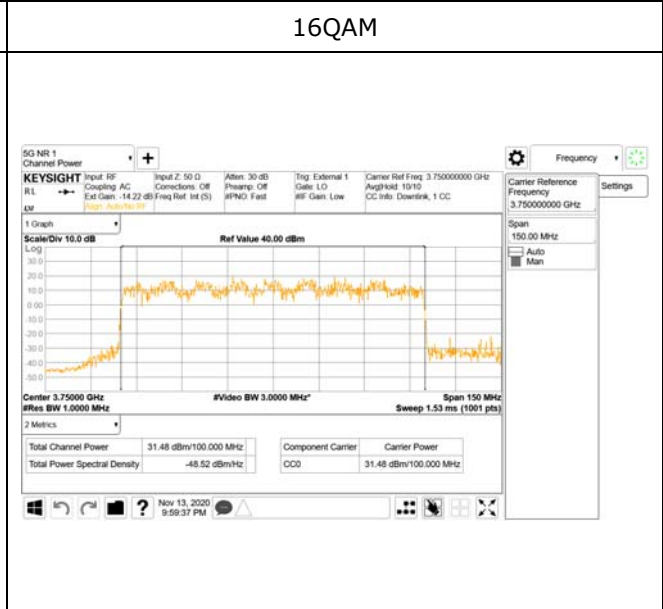 16QAM
5G NR 1
Channel Power
Frequency
KEYSIGHT
RL
Input: RF
Coupling: AC
Ext Gain: -14.22 dB
Align: Auto/No RF
Input Z: 50 Ω
Corrections: Off
Freq Ref: Int (S)
Atten: 30 dB
Preamp: Off
#PNO: Fast
Trig: External 1
Gate: LO
#IF Gain: Low
Carrier Ref Freq: 3.750000000 GHz
Avg|Hold: 10/10
CC Info: Downlink, 1 CC
Carrier Reference
Frequency
3.750000000 GHz
Settings
Span
150.00 MHz
Auto
Man
1 Graph
Scale/Div 10.0 dB
Ref Value 40.00 dBm
Log
30.0
20.0
10.0
0.00
-10.0
-20.0
-30.0
-40.0
-50.0
Center 3.75000 GHz
#Video BW 3.0000 MHz*
Span 150 MHz
#Res BW 1.0000 MHz
Sweep 1.53 ms (1001 pts)
2 Metrics
Total Channel Power 31.48 dBm/100.000 MHz
Total Power Spectral Density -48.52 dBm/Hz
Component Carrier Carrier Power
CC0 31.48 dBm/100.000 MHz
?
Nov 13, 2020
9:59:37 PM